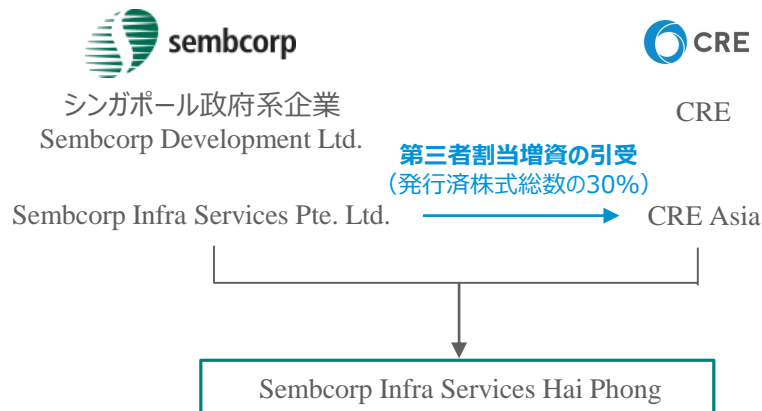 sembcorp
CRE
シンガポール政府系企業
Sembcorp Development Ltd.
CRE
第三者割当増資の引受
（発行済株式総数の30%）
Sembcorp Infra Services Pte. Ltd.
CRE Asia
Sembcorp Infra Services Hai Phong